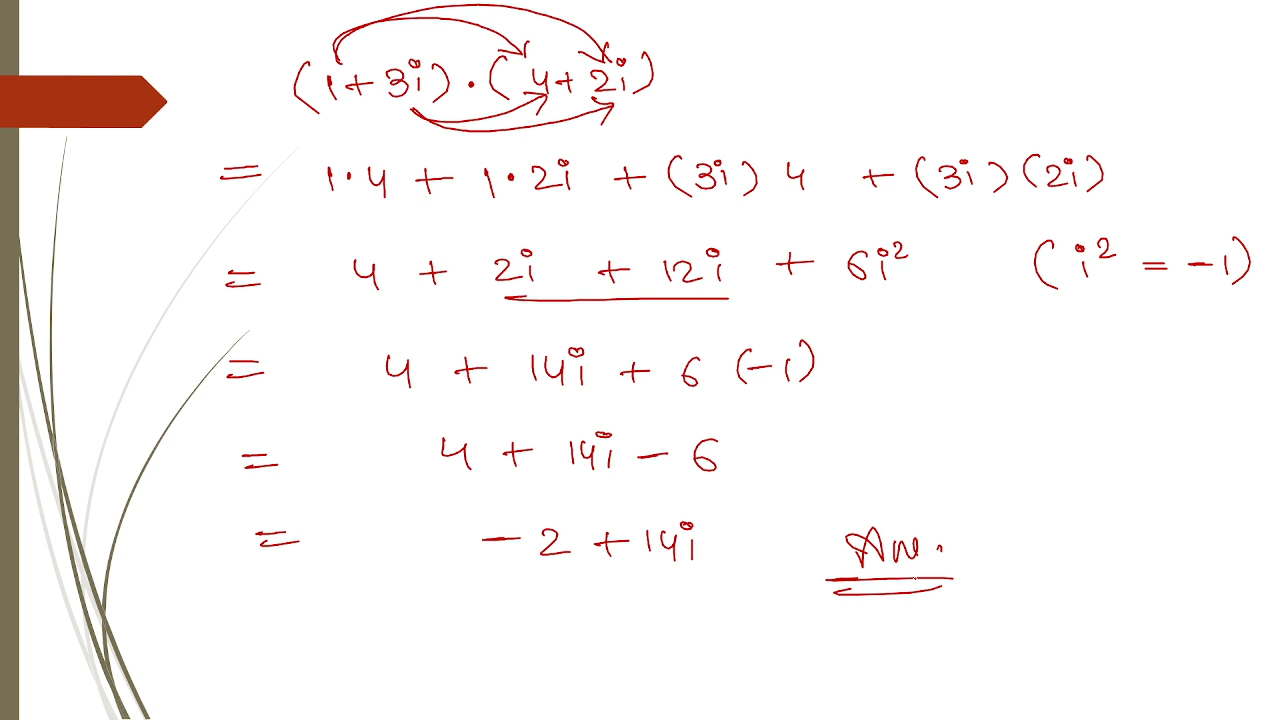 (1+3i)·(4+2i)
= 1·4 + 1·2i + (3i) 4 + (3i)(2i)
= 4 + 2i + 12i + 6i² (i² = -1)
= 4 + 14i + 6 (-1)
= 4 + 14i - 6
= -2 + 14i Ans.